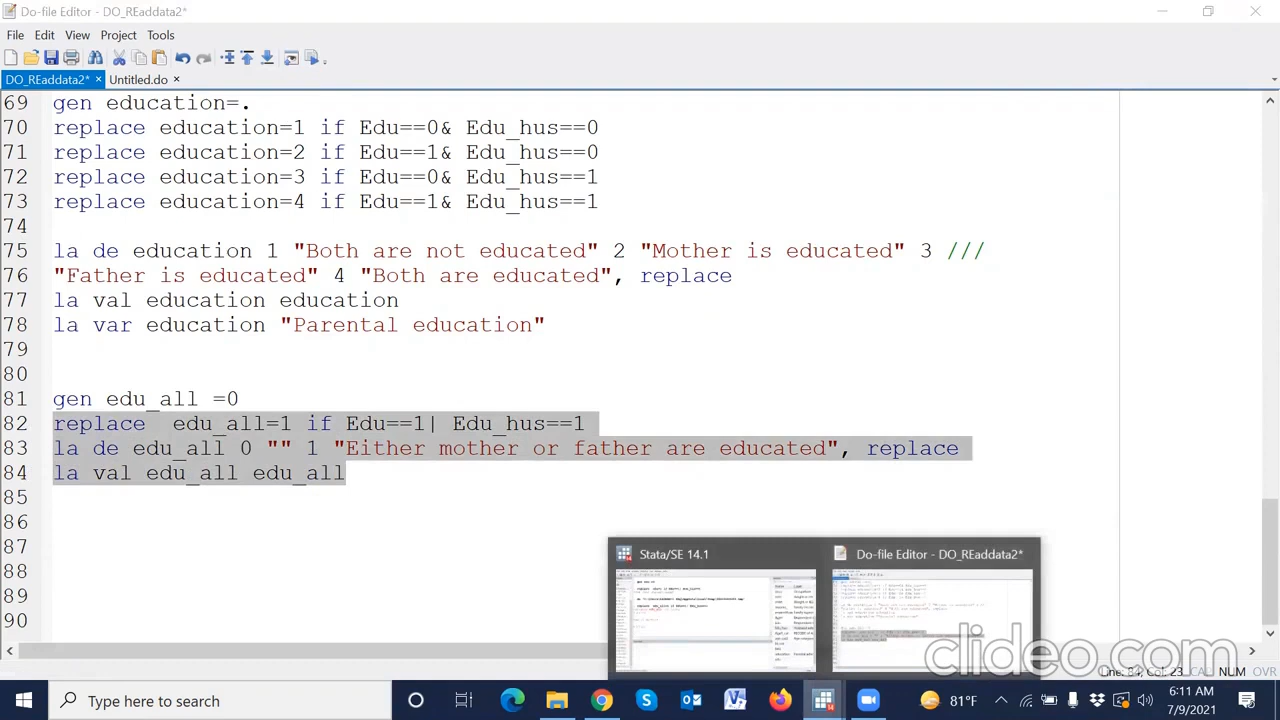 Do-file Editor - DO_REaddata2*
File Edit View Project Tools
DO_REaddata2* × Untitled.do ×
69 gen education=.
70 replace education=1 if Edu==0& Edu_hus==0
71 replace education=2 if Edu==1& Edu_hus==0
72 replace education=3 if Edu==0& Edu_hus==1
73 replace education=4 if Edu==1& Edu_hus==1
74
75 la de education 1 "Both are not educated" 2 "Mother is educated" 3 ///
76 "Father is educated" 4 "Both are educated", replace
77 la val education education
78 la var education "Parental education"
79
80
81 gen edu_all =0
82 replace  edu_all=1 if Edu==1| Edu_hus==1
83 la de edu_all 0 "" 1 "Either mother or father are educated", replace
84 la val edu_all edu_all
85
86
87
88
89
90
Stata/SE 14.1
Do-file Editor - DO_REaddata2*
clideo.com
Line: 84, Col: 23 CAP NUM OVR
Type here to search
81°F
6:11 AM
7/9/2021